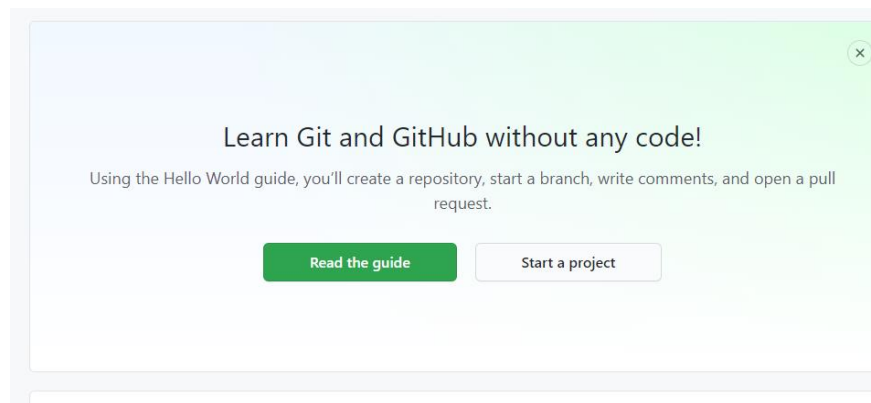 Learn Git and GitHub without any code!
Using the Hello World guide, you’ll create a repository, start a branch, write comments, and open a pull
request.
Read the guide
Start a project